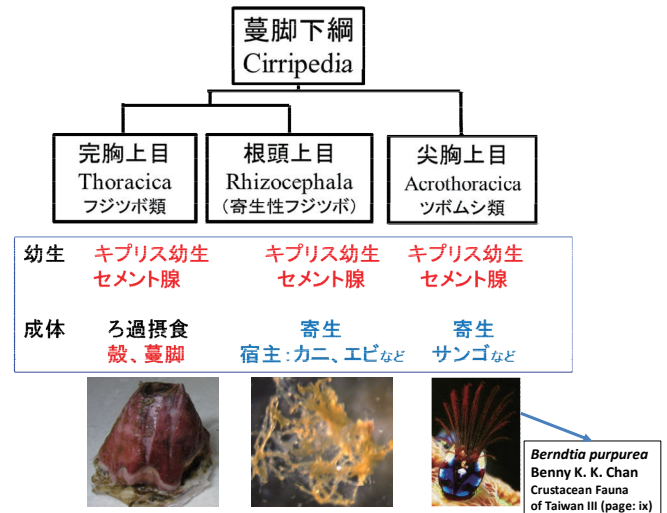 蔓脚下綱
Cirripedia
完胸上目
Thoracica
フジツボ類
根頭上目
Rhizocephala
(寄生性フジツボ)
尖胸上目
Acrothoracica
ツボムシ類
幼生 キプリス幼生 キプリス幼生 キプリス幼生
セメント腺 セメント腺 セメント腺
成体 ろ過摂食 寄生 寄生
殻、蔓脚 宿主:カニ、エビなど サンゴなど
Berndtia purpurea
Benny K. K. Chan
Crustacean Fauna
of Taiwan III (page: ix)